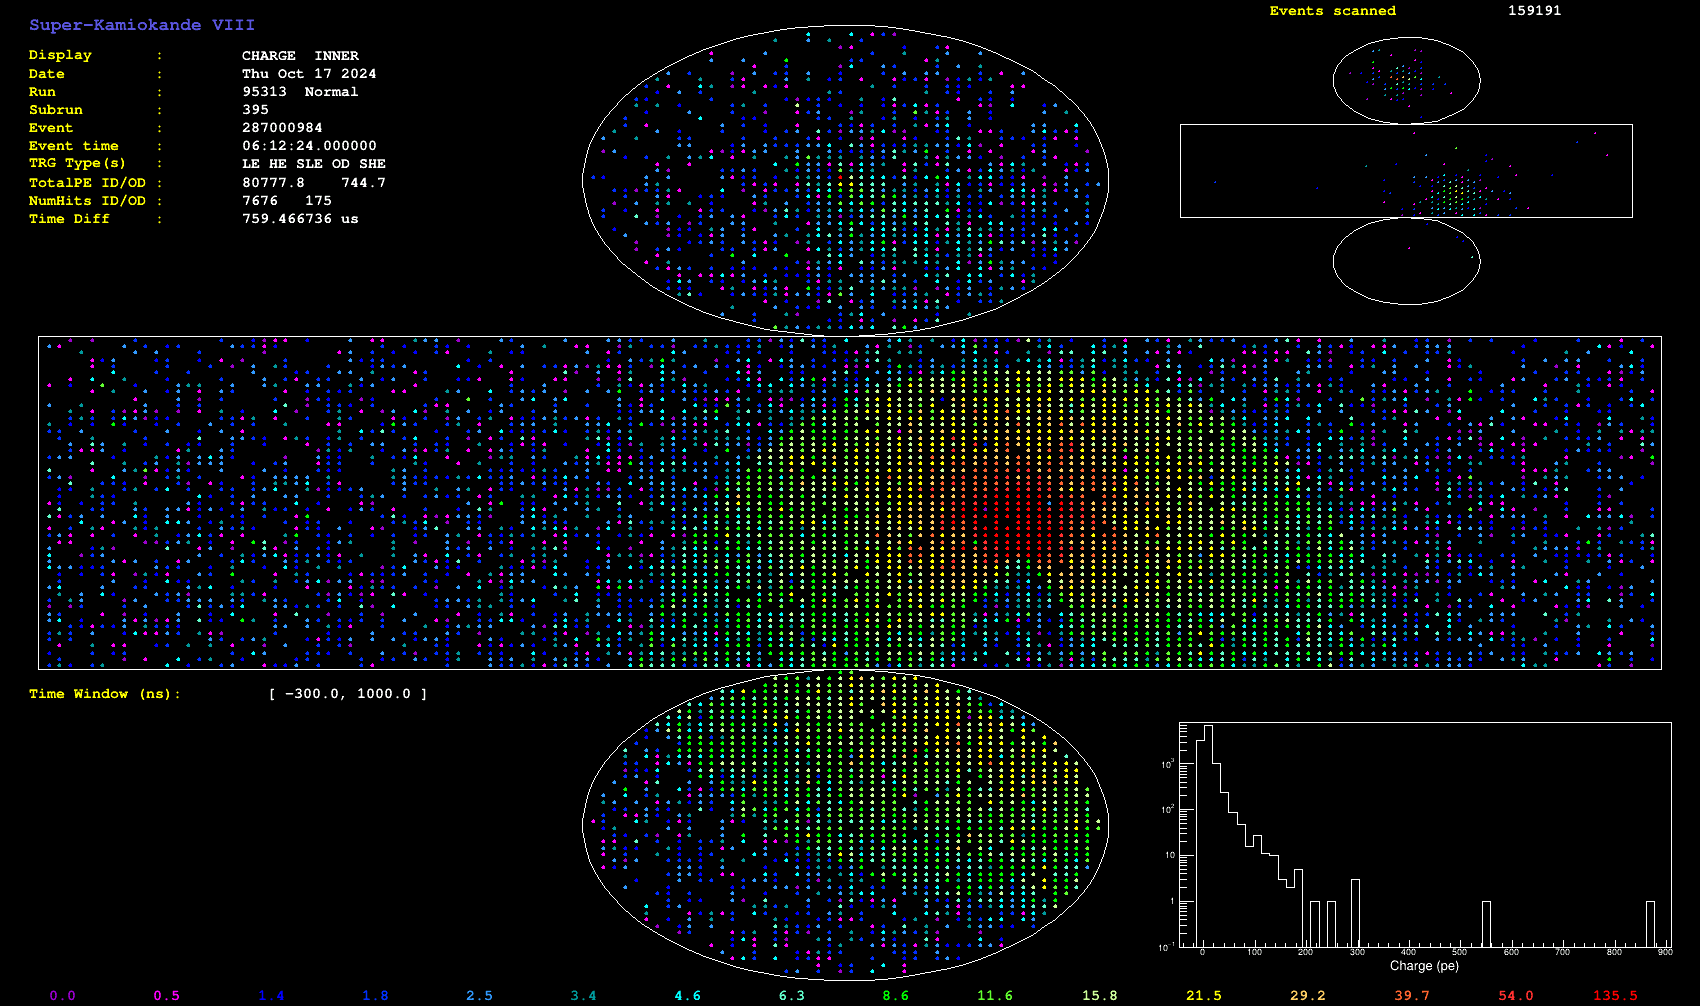 Super-Kamiokande VIII
Events scanned 159191
Display : CHARGE INNER
Date : Thu Oct 17 2024
Run : 95313 Normal
Subrun : 395
Event : 287000984
Event time : 06:12:24.000000
TRG Type(s) : LE HE SLE OD SHE
TotalPE ID/OD : 80777.8 744.7
NumHits ID/OD : 7676 175
Time Diff : 759.466736 us
Time Window (ns): [ -300.0, 1000.0 ]
10³
10²
10
1
10⁻¹
0 100 200 300 400 500 600 700 800 900
Charge (pe)
0.0 0.5 1.4 1.8 2.5 3.4 4.6 6.3 8.6 11.6 15.8 21.5 29.2 39.7 54.0 135.5